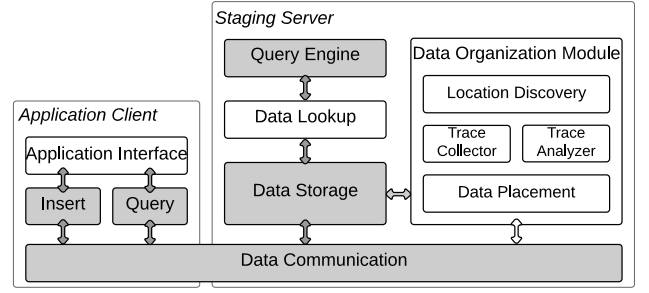 Staging Server
Query Engine
Data Organization Module
Location Discovery
Application Client
Data Lookup
Trace
Collector
Trace
Analyzer
Application Interface
Data Storage
Data Placement
Insert
Query
Data Communication